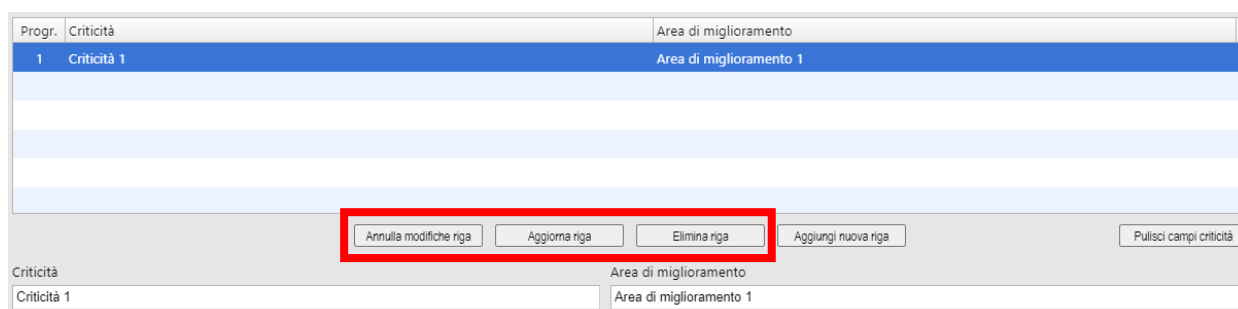 Progr. Criticità Area di miglioramento
1 Criticità 1 Area di miglioramento 1
Annulla modifiche riga Aggiorna riga Elimina riga Aggiungi nuova riga Pulisci campi criticità
Criticità Area di miglioramento
Criticità 1 Area di miglioramento 1